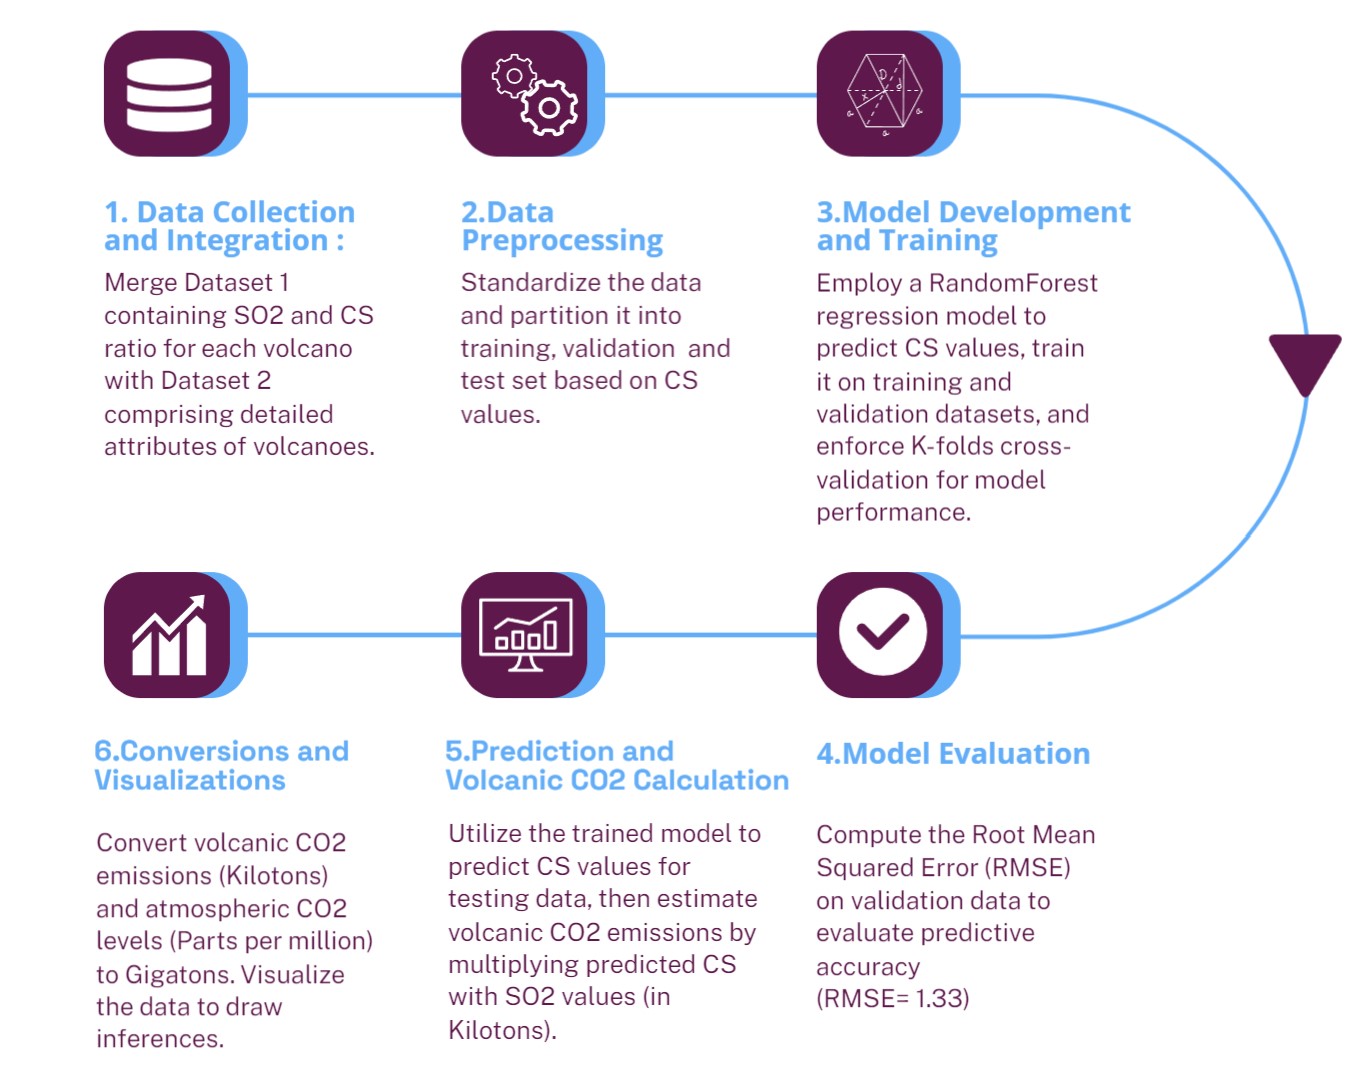 1. Data Collection
and Integration :
Merge Dataset 1
containing SO2 and CS
ratio for each volcano
with Dataset 2
comprising detailed
attributes of volcanoes.
2.Data
Preprocessing
Standardize the data
and partition it into
training, validation and
test set based on CS
values.
3.Model Development
and Training
Employ a RandomForest
regression model to
predict CS values, train
it on training and
validation datasets, and
enforce K-folds cross-
validation for model
performance.
4.Model Evaluation
Compute the Root Mean
Squared Error (RMSE)
on validation data to
evaluate predictive
accuracy
(RMSE= 1.33)
5.Prediction and
Volcanic CO2 Calculation
Utilize the trained model to
predict CS values for
testing data, then estimate
volcanic CO2 emissions by
multiplying predicted CS
with SO2 values (in
Kilotons).
6.Conversions and
Visualizations
Convert volcanic CO2
emissions (Kilotons)
and atmospheric CO2
levels (Parts per million)
to Gigatons. Visualize
the data to draw
inferences.